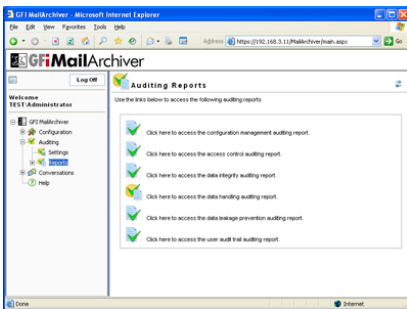 GFI MailArchiver - Microsoft Internet Explorer
File Edit View Favorites Tools Help
Address https://192.168.3.11/MailArchiver/main.aspx Go
GFiMailArchiver
Log Off
Welcome
TEST\Administrator
GFI MailArchiver
Configuration
Auditing
Settings
Reports
Conversations
Help
Auditing Reports
Use the links below to access the following auditing reports.
Click here to access the configuration management auditing report.
Click here to access the access control auditing report.
Click here to access the data integrity auditing report.
Click here to access the data handling auditing report.
Click here to access the data leakage prevention auditing report.
Click here to access the user audit trail auditing report.
Done
Internet